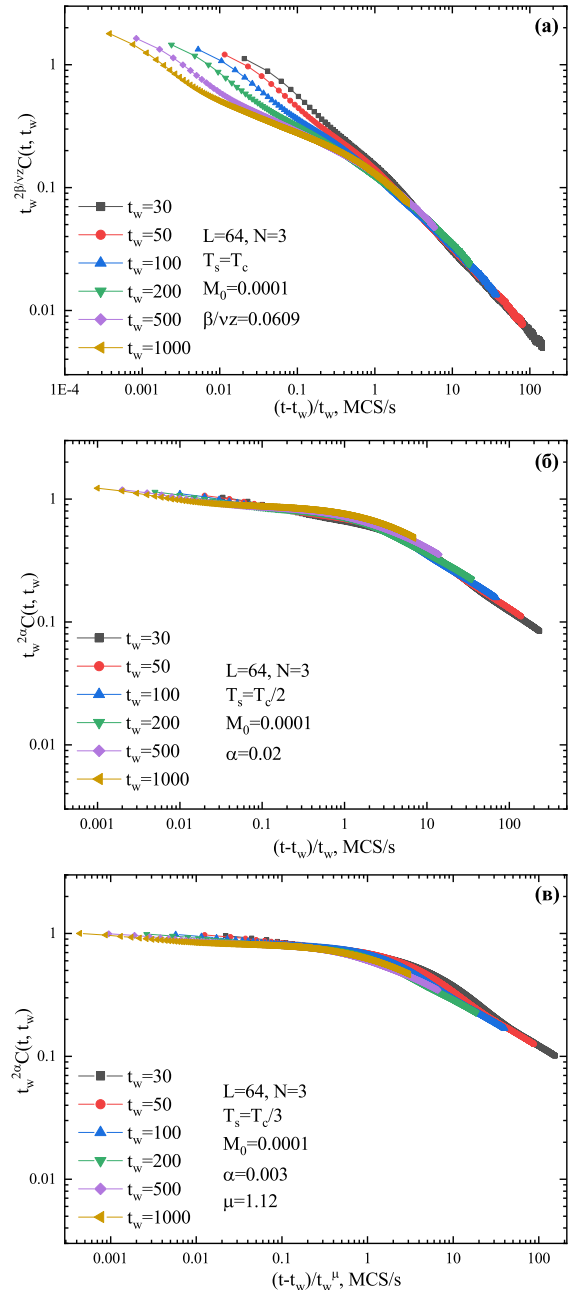 (а)
t_w^{2β/νz}C(t, t_w)
1
0.1
0.01
t_w=30
t_w=50
t_w=100
t_w=200
t_w=500
t_w=1000
L=64, N=3
T_s=T_c
M_0=0.0001
β/νz=0.0609
1E-4
0.001
0.01
0.1
1
10
100
(t-t_w)/t_w, MCS/s
(б)
t_w^{2α}C(t, t_w)
1
0.1
0.01
t_w=30
t_w=50
t_w=100
t_w=200
t_w=500
t_w=1000
L=64, N=3
T_s=T_c/2
M_0=0.0001
α=0.02
0.001
0.01
0.1
1
10
100
(t-t_w)/t_w, MCS/s
(в)
t_w^{2α}C(t, t_w)
1
0.1
0.01
t_w=30
t_w=50
t_w=100
t_w=200
t_w=500
t_w=1000
L=64, N=3
T_s=T_c/3
M_0=0.0001
α=0.003
μ=1.12
0.001
0.01
0.1
1
10
100
(t-t_w)/t_w^μ, MCS/s